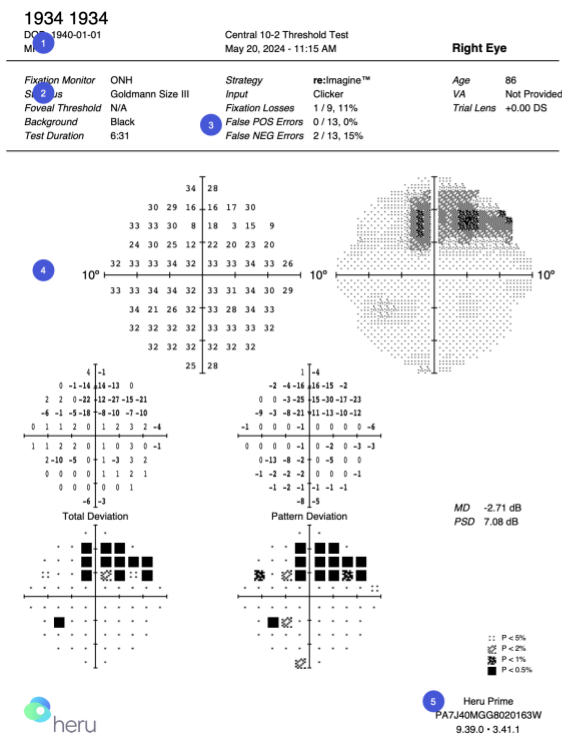 1934 1934
1940-01-01
Central 10-2 Threshold Test
1
May 20, 2024 - 11:15 AM
Right Eye
Fixation Monitor ONH Strategy re:Imagine™ Age 86
2 Goldmann Size III Input Clicker VA Not Provided
Foveal Threshold N/A Fixation Losses 1 / 9, 11% Trial Lens +0.00 DS
Background Black 3 False POS Errors 0 / 13, 0%
Test Duration 6:31 False NEG Errors 2 / 13, 15%
34 28
30 29 16 16 17 30
33 33 30 8 18 3 15 9
24 30 25 12 22 20 23 20
32 33 33 34 32 33 33 34 33 26
4 10° 10° 10°
33 33 34 34 32 33 31 34 30 29
34 21 26 32 33 28 34 33
32 32 32 32 33 33 33 32
32 32 32 32 32 32
25 28
4 -1 1 -4
0 -1 -14 -14 -13 0 -2 -4 -16 -16 -15 -2
2 2 0 -22 -12 -27 -15 -21 0 0 -3 -25 -15 -30 -17 -23
-6 -1 -5 -18 -8 -10 -7 -10 -9 -3 -8 -21 -11 -13 -10 -12
0 1 1 2 0 1 2 3 2 -4 -1 0 0 0 0 0 0 0 0 -6
1 1 2 2 0 1 0 3 0 -1 0 0 0 0 -2 0 -2 0 -3 -3
2 -10 -5 0 1 -3 3 2 0 -13 -8 -2 0 -5 0 0
0 0 0 0 1 1 2 1 -1 -2 -2 -2 0 0 0 0
0 0 0 0 1 1 -1 -2 -1 -1 -1 -1
-6 -3 -8 -5
Total Deviation Pattern Deviation
MD -2.71 dB
PSD 7.08 dB
P < 5%
P < 2%
P < 1%
P < 0.5%
heru
5 Heru Prime
PA7J40MGG8020163W
9.39.0 • 3.41.1